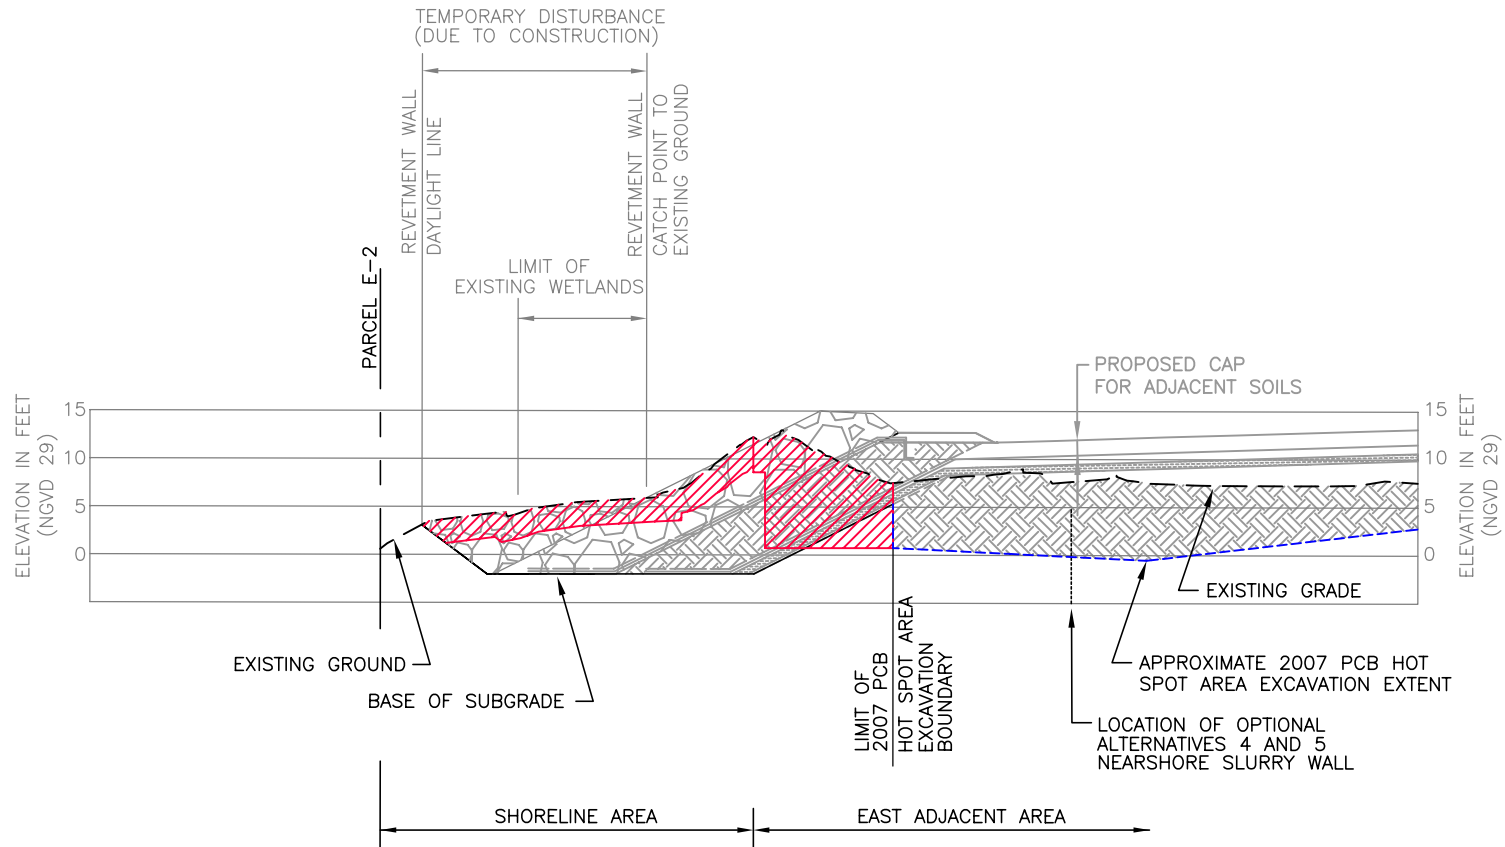 TEMPORARY DISTURBANCE
(DUE TO CONSTRUCTION)
REVETMENT WALL
DAYLIGHT LINE
REVETMENT WALL
CATCH POINT TO
EXISTING GROUND
LIMIT OF
EXISTING WETLANDS
PARCEL E-2
PROPOSED CAP
FOR ADJACENT SOILS
ELEVATION IN FEET
(NGVD 29)
15
10
5
0
15
10
5
0
ELEVATION IN FEET
(NGVD 29)
EXISTING GRADE
EXISTING GROUND
BASE OF SUBGRADE
LIMIT OF
2007 PCB
HOT SPOT AREA
EXCAVATION
BOUNDARY
APPROXIMATE 2007 PCB HOT
SPOT AREA EXCAVATION EXTENT
LOCATION OF OPTIONAL
ALTERNATIVES 4 AND 5
NEARSHORE SLURRY WALL
SHORELINE AREA
EAST ADJACENT AREA